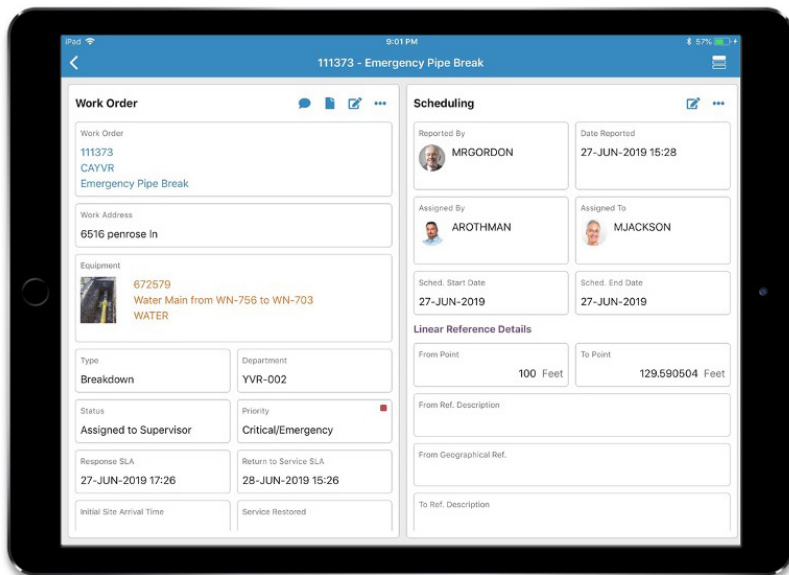 iPad 9:01 PM 57%
111373 - Emergency Pipe Break
Work Order
Work Order
111373
CAYVR
Emergency Pipe Break
Work Address
6516 penrose ln
Equipment
672579
Water Main from WN-756 to WN-703
WATER
Type
Breakdown
Department
YVR-002
Status
Assigned to Supervisor
Priority
Critical/Emergency
Response SLA
27-JUN-2019 17:26
Return to Service SLA
28-JUN-2019 15:26
Initial Site Arrival Time
Service Restored
Scheduling
Reported By
MRGORDON
Date Reported
27-JUN-2019 15:28
Assigned By
AROTHMAN
Assigned To
MJACKSON
Sched. Start Date
27-JUN-2019
Sched. End Date
27-JUN-2019
Linear Reference Details
From Point
100 Feet
To Point
129.590504 Feet
From Ref. Description
From Geographical Ref.
To Ref. Description